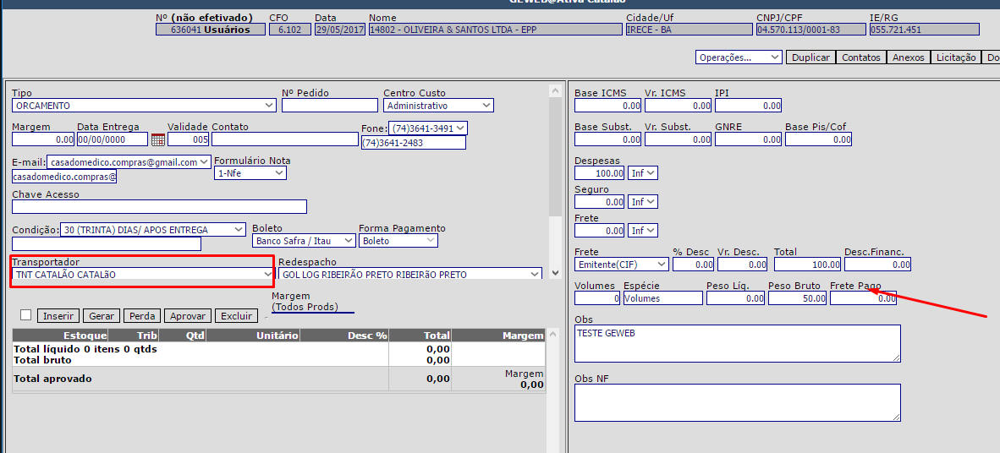 GEWEB@Ativa Catalão
Nº (não efetivado) CFO Data Nome Cidade/Uf CNPJ/CPF IE/RG
636041 Usuários 6.102 29/05/2017 14802 - OLIVEIRA & SANTOS LTDA - EPP IRECE - BA 04.570.113/0001-83 055.721.451
Operações... Duplicar Contatos Anexos Licitação Do
Tipo Nº Pedido Centro Custo
ORCAMENTO Administrativo
Margem Data Entrega Validade Contato Fone: (74)3641-3491
0.00 00/00/0000 005 (74)3641-2483
E-mail: casadomedico.compras@gmail.com Formulário Nota
casadomedico.compras@ 1-Nfe
Chave Acesso
Condição: 30 (TRINTA) DIAS/ APOS ENTREGA Boleto Forma Pagamento
Banco Safra / Itau Boleto
Transportador Redespacho
TNT CATALÃO CATALãO GOL LOG RIBEIRÃO PRETO RIBEIRãO PRETO
Margem
(Todos Prods)
Inserir Gerar Perda Aprovar Excluir -
Estoque Trib Qtd Unitário Desc % Total Margem
Total líquido 0 itens 0 qtds 0,00
Total bruto 0,00
Total aprovado 0,00 Margem
0,00
Base ICMS Vr. ICMS IPI
0.00 0.00 0.00
Base Subst. Vr. Subst. GNRE Base Pis/Cof
0.00 0.00 0.00 0.00
Despesas
100.00 Inf
Seguro
0.00 Inf
Frete
0.00 Inf
Frete % Desc Vr. Desc. Total Desc.Financ.
Emitente(CIF) 0.00 0.00 100.00 0.00
Volumes Espécie Peso Líq. Peso Bruto Frete Pago
0 Volumes 0.00 50.00 0.00
Obs
TESTE GEWEB
Obs NF